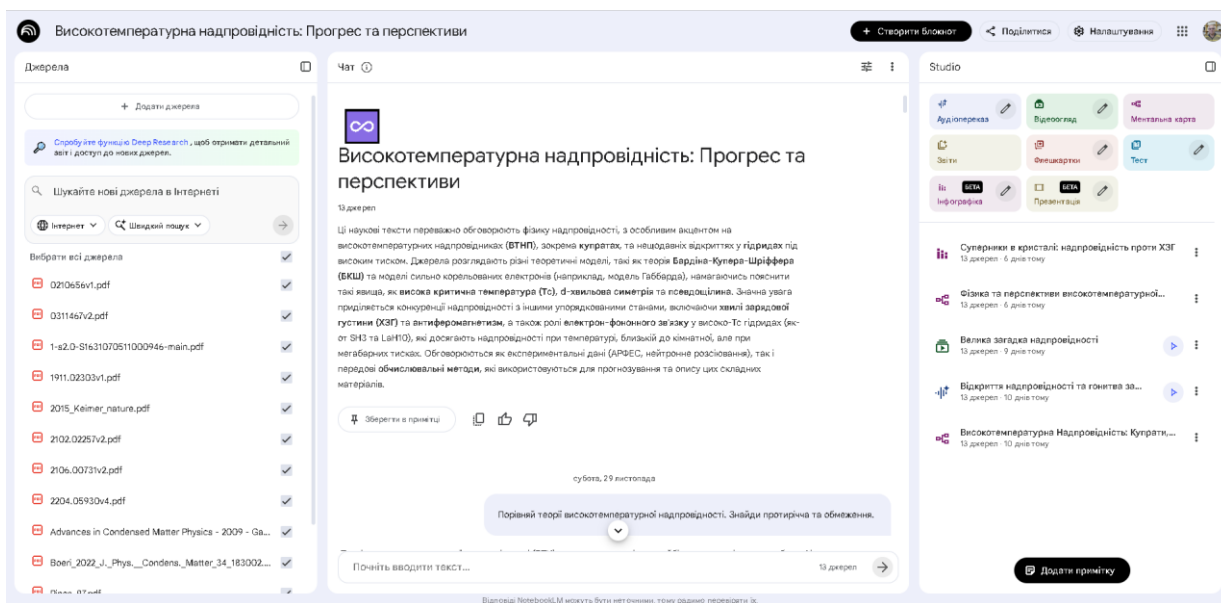 Високотемпературна надпровідність: Прогрес та перспективи
+ Створити блокнот
Поділитися
Налаштування
Джерела
+ Додати джерела
Спробуйте функцію Deep Research, щоб отримати детальний
звіт і доступ до нових джерел.
Шукайте нові джерела в Інтернеті
Інтернет
Швидкий пошук
Вибрати всі джерела
0210656v1.pdf
0311467v2.pdf
1-s2.0-S1631070511000946-main.pdf
1911.02303v1.pdf
2015_Keimer_nature.pdf
2102.02257v2.pdf
2106.00731v2.pdf
2204.05930v4.pdf
Advances in Condensed Matter Physics - 2009 - Ga...
Boeri_2022_J._Phys.__Condens._Matter_34_183002....
Чат
Високотемпературна надпровідність: Прогрес та
перспективи
13 джерел
Ці наукові тексти переважно обговорюють фізику надпровідності, з особливим акцентом на
високотемпературних надпровідниках (ВТНП), зокрема купратах, та нещодавніх відкриттях у гідридах під
високим тиском. Джерела розглядають різні теоретичні моделі, такі як теорія Бардіна-Купера-Шріффера
(БКШ) та моделі сильно корельованих електронів (наприклад, модель Габбарда), намагаючись пояснити
такі явища, як висока критична температура (Tc), d-хвильова симетрія та псевдощілина. Значна увага
приділяється конкуренції надпровідності з іншими упорядкованими станами, включаючи хвилі зарядової
густини (ХЗГ) та антиферомагнетизм, а також ролі електрон-фононного зв'язку у високо-Tc гідридах (як-
от SH3 та LaH10), які досягають надпровідності при температурі, близькій до кімнатної, але при
мегабарних тисках. Обговорюються як експериментальні дані (АРФЕС, нейтронне розсіювання), так і
передові обчислювальні методи, які використовуються для прогнозування та опису цих складних
матеріалів.
Зберегти в примітці
субота, 29 листопада
Порівняй теорії високотемпературної надпровідності. Знайди протиріччя та обмеження.
Почніть вводити текст...
13 джерел
Відповіді NotebookLM можуть бути неточними, тому радимо перевіряти їх.
Studio
Аудіопереказ
Відеоогляд
Ментальна карта
Звіти
Флешкартки
Тест
БЕТА
Інфографіка
БЕТА
Презентація
Суперники в кристалі: надпровідність проти ХЗГ
13 джерел · 6 днів тому
Фізика та перспективи високотемпературної...
13 джерел · 6 днів тому
Велика загадка надпровідності
13 джерел · 9 днів тому
Відкриття надпровідності та гонитва за...
13 джерел · 10 днів тому
Високотемпературна Надпровідність: Купрати,...
13 джерел · 10 днів тому
Додати примітку